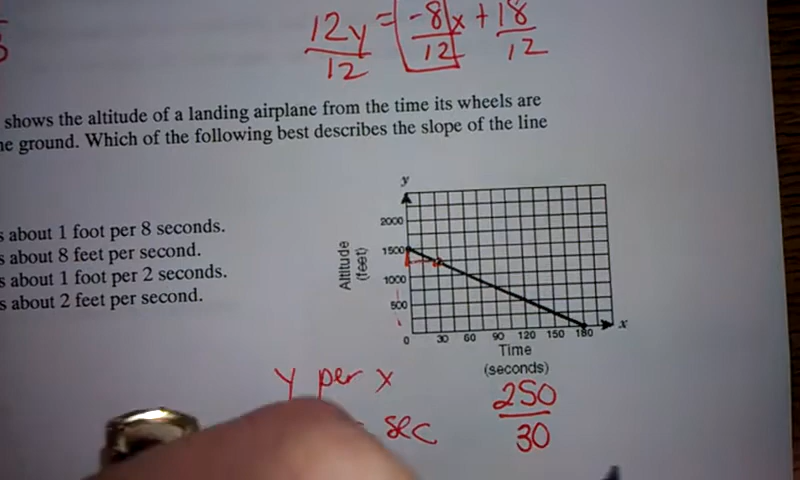 12y = -8x + 18
12 12 12
shows the altitude of a landing airplane from the time its wheels are
ground. Which of the following best describes the slope of the line
about 1 foot per 8 seconds.
about 8 feet per second.
about 1 foot per 2 seconds.
about 2 feet per second.
y
2000
1500
1000
500
Altitude
(feet)
0 30 60 90 120 150 180 x
Time
(seconds)
y per x
sec
250
30